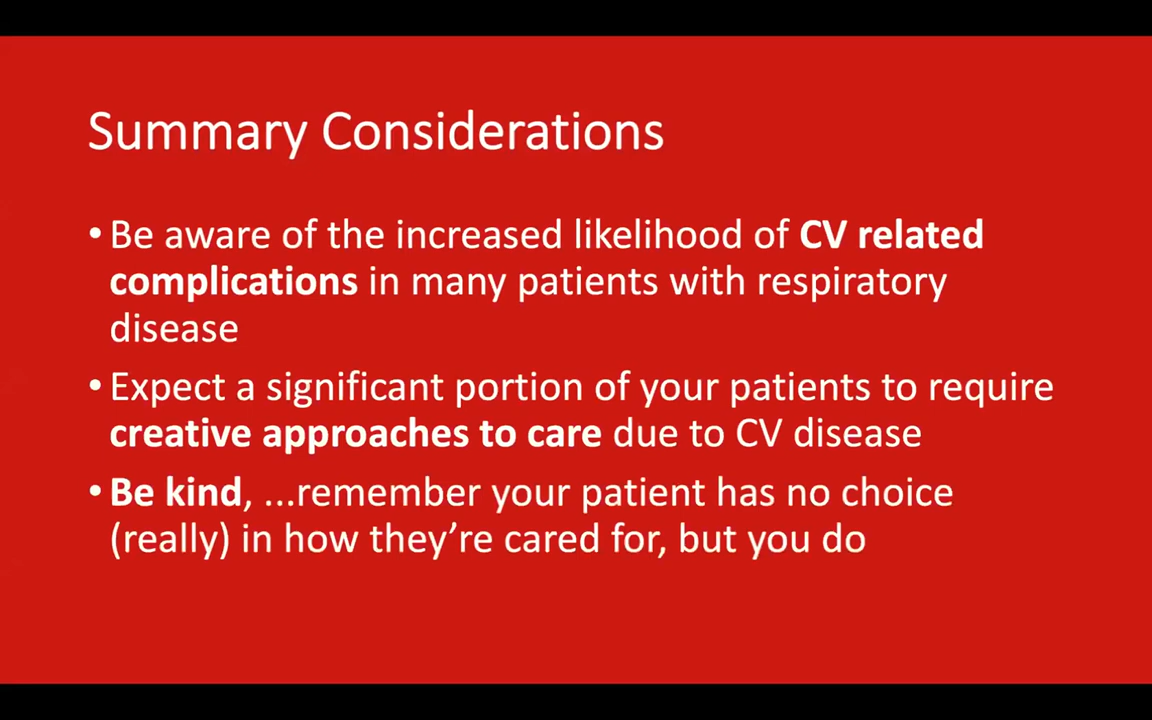 Summary Considerations
• Be aware of the increased likelihood of CV related
complications in many patients with respiratory
disease
• Expect a significant portion of your patients to require
creative approaches to care due to CV disease
• Be kind, ...remember your patient has no choice
(really) in how they’re cared for, but you do